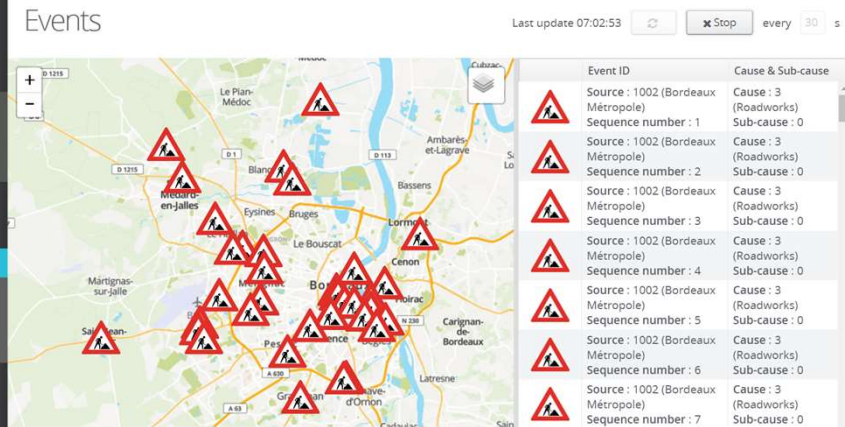 Events
Last update 07:02:53
Stop
every 30 s
+
−
D 1215
Le Pian-
Médoc
D 1215
D 1
D 113
Ambarès-
et-Lagrave
Bassens
Médard-
en-Jalles
Eysines
Bruges
Le Bouscat
Cenon
Martignas-
sur-Jalle
N 230
Carignan-
de-
Bordeaux
A 630
Latresne
d'Ornon
A 63
Event ID
Cause & Sub-cause
Source : 1002 (Bordeaux
Métropole)
Sequence number : 1
Cause : 3
(Roadworks)
Sub-cause : 0
Source : 1002 (Bordeaux
Métropole)
Sequence number : 2
Cause : 3
(Roadworks)
Sub-cause : 0
Source : 1002 (Bordeaux
Métropole)
Sequence number : 3
Cause : 3
(Roadworks)
Sub-cause : 0
Source : 1002 (Bordeaux
Métropole)
Sequence number : 4
Cause : 3
(Roadworks)
Sub-cause : 0
Source : 1002 (Bordeaux
Métropole)
Sequence number : 5
Cause : 3
(Roadworks)
Sub-cause : 0
Source : 1002 (Bordeaux
Métropole)
Sequence number : 6
Cause : 3
(Roadworks)
Sub-cause : 0
Source : 1002 (Bordeaux
Métropole)
Sequence number : 7
Cause : 3
(Roadworks)
Sub-cause : 0